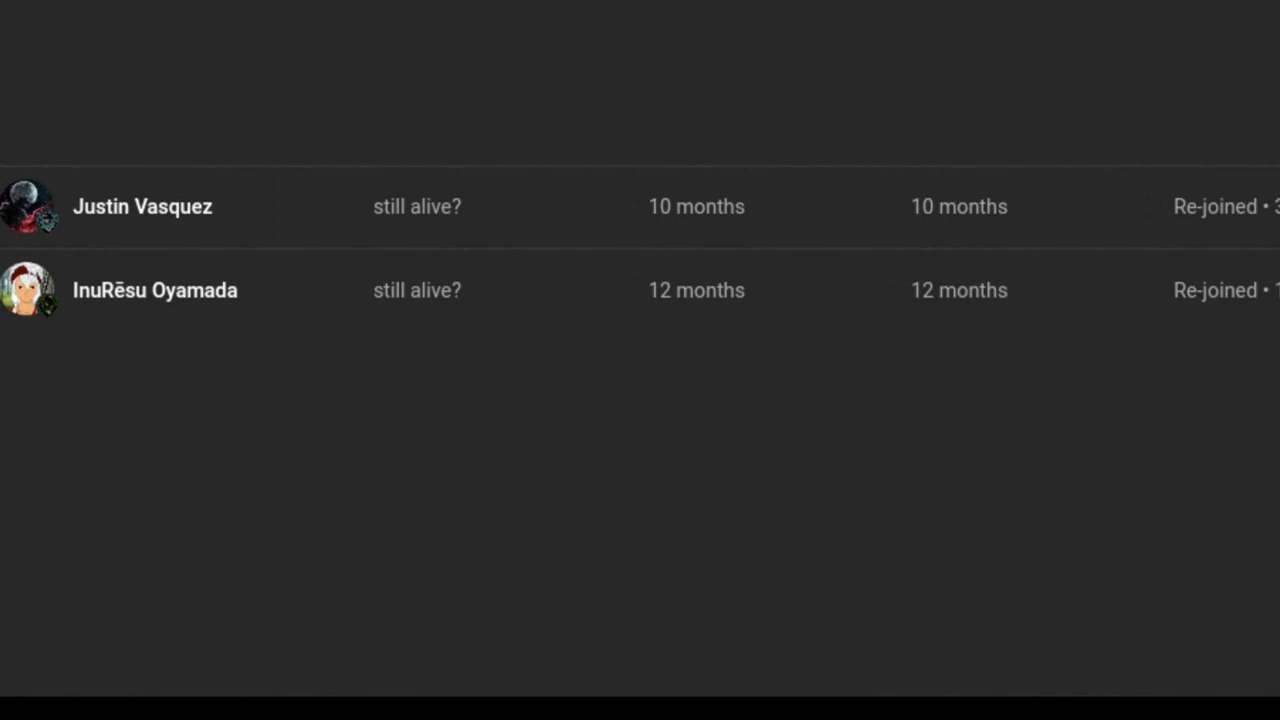 Justin Vasquez still alive? 10 months 10 months Re-joined •
InuRēsu Oyamada still alive? 12 months 12 months Re-joined •